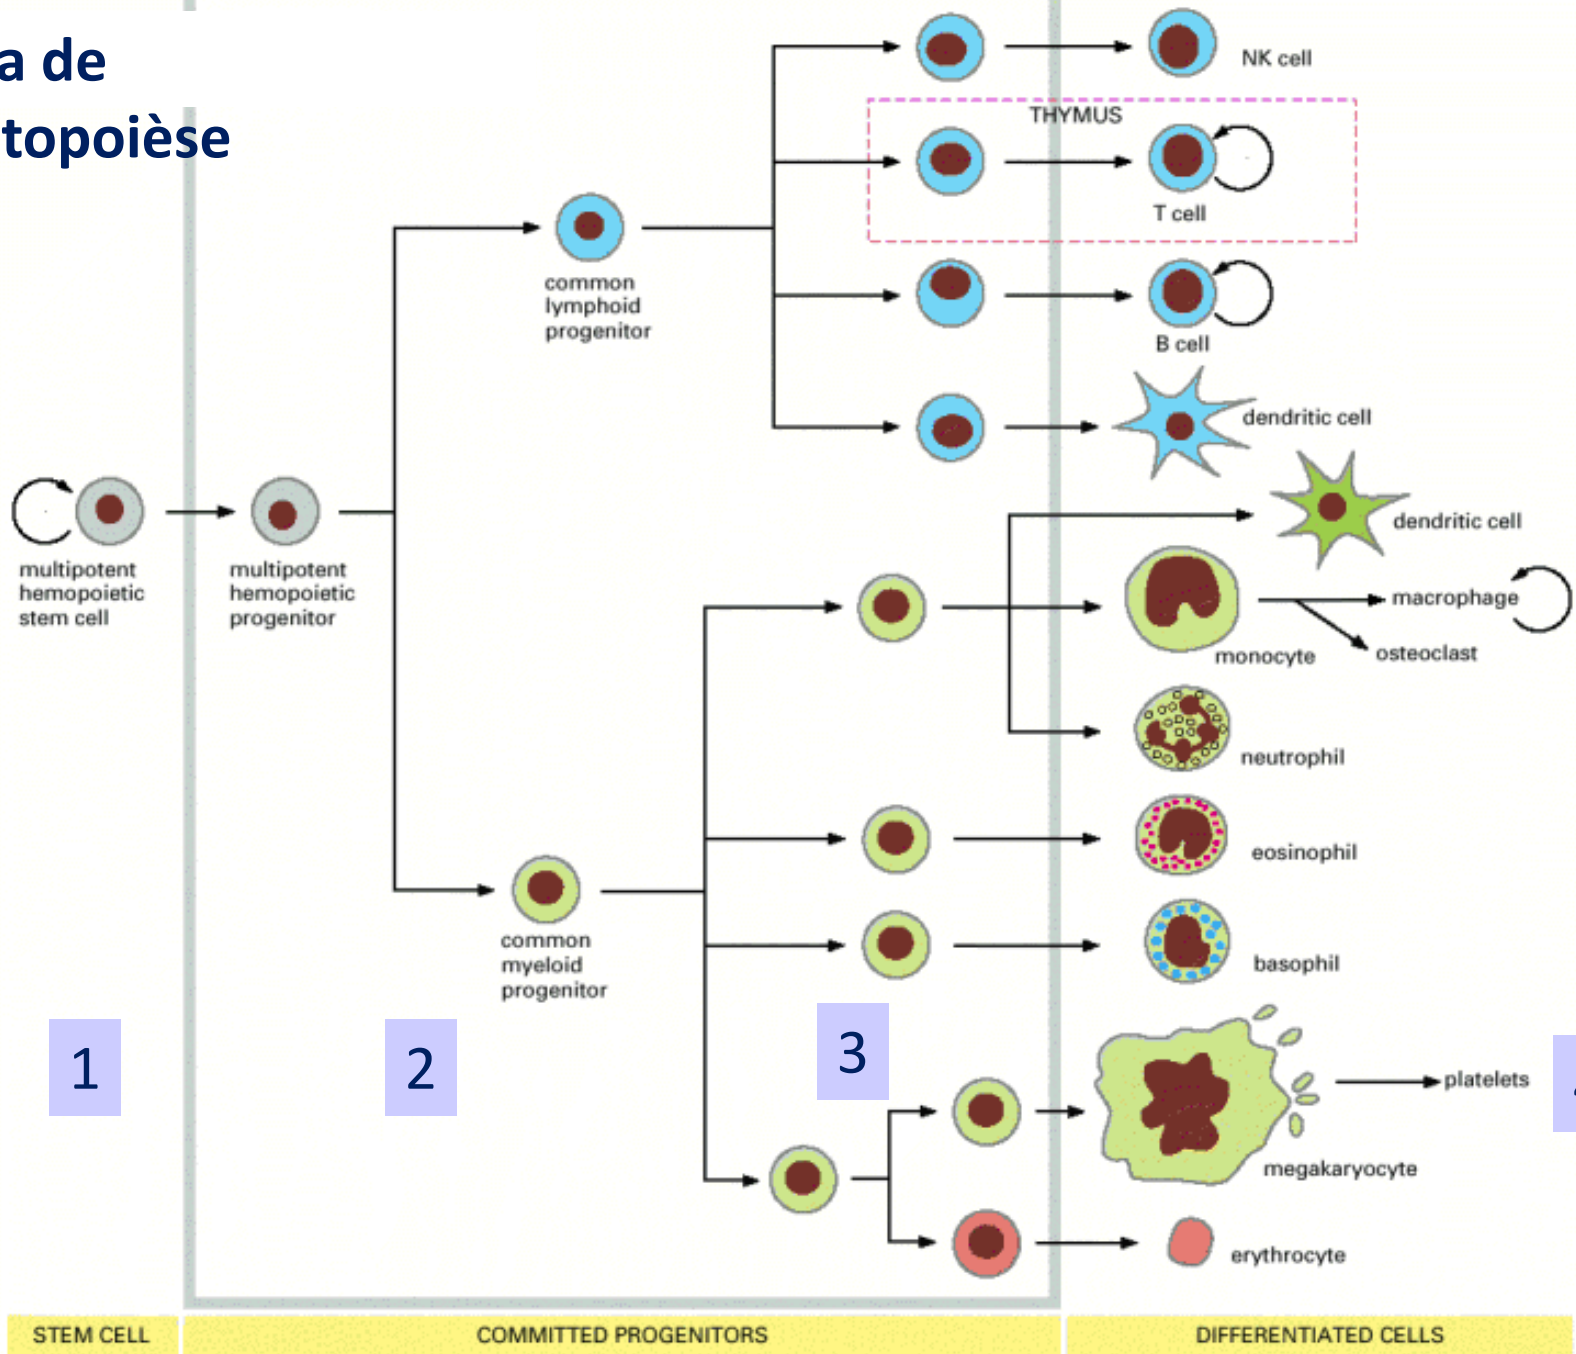 a de
topoièse
NK cell
THYMUS
T cell
common
lymphoid
progenitor
B cell
dendritic cell
dendritic cell
multipotent
hemopoietic
stem cell
multipotent
hemopoietic
progenitor
macrophage
monocyte
osteoclast
neutrophil
eosinophil
common
myeloid
progenitor
basophil
1
2
3
platelets
megakaryocyte
erythrocyte
STEM CELL
COMMITTED PROGENITORS
DIFFERENTIATED CELLS